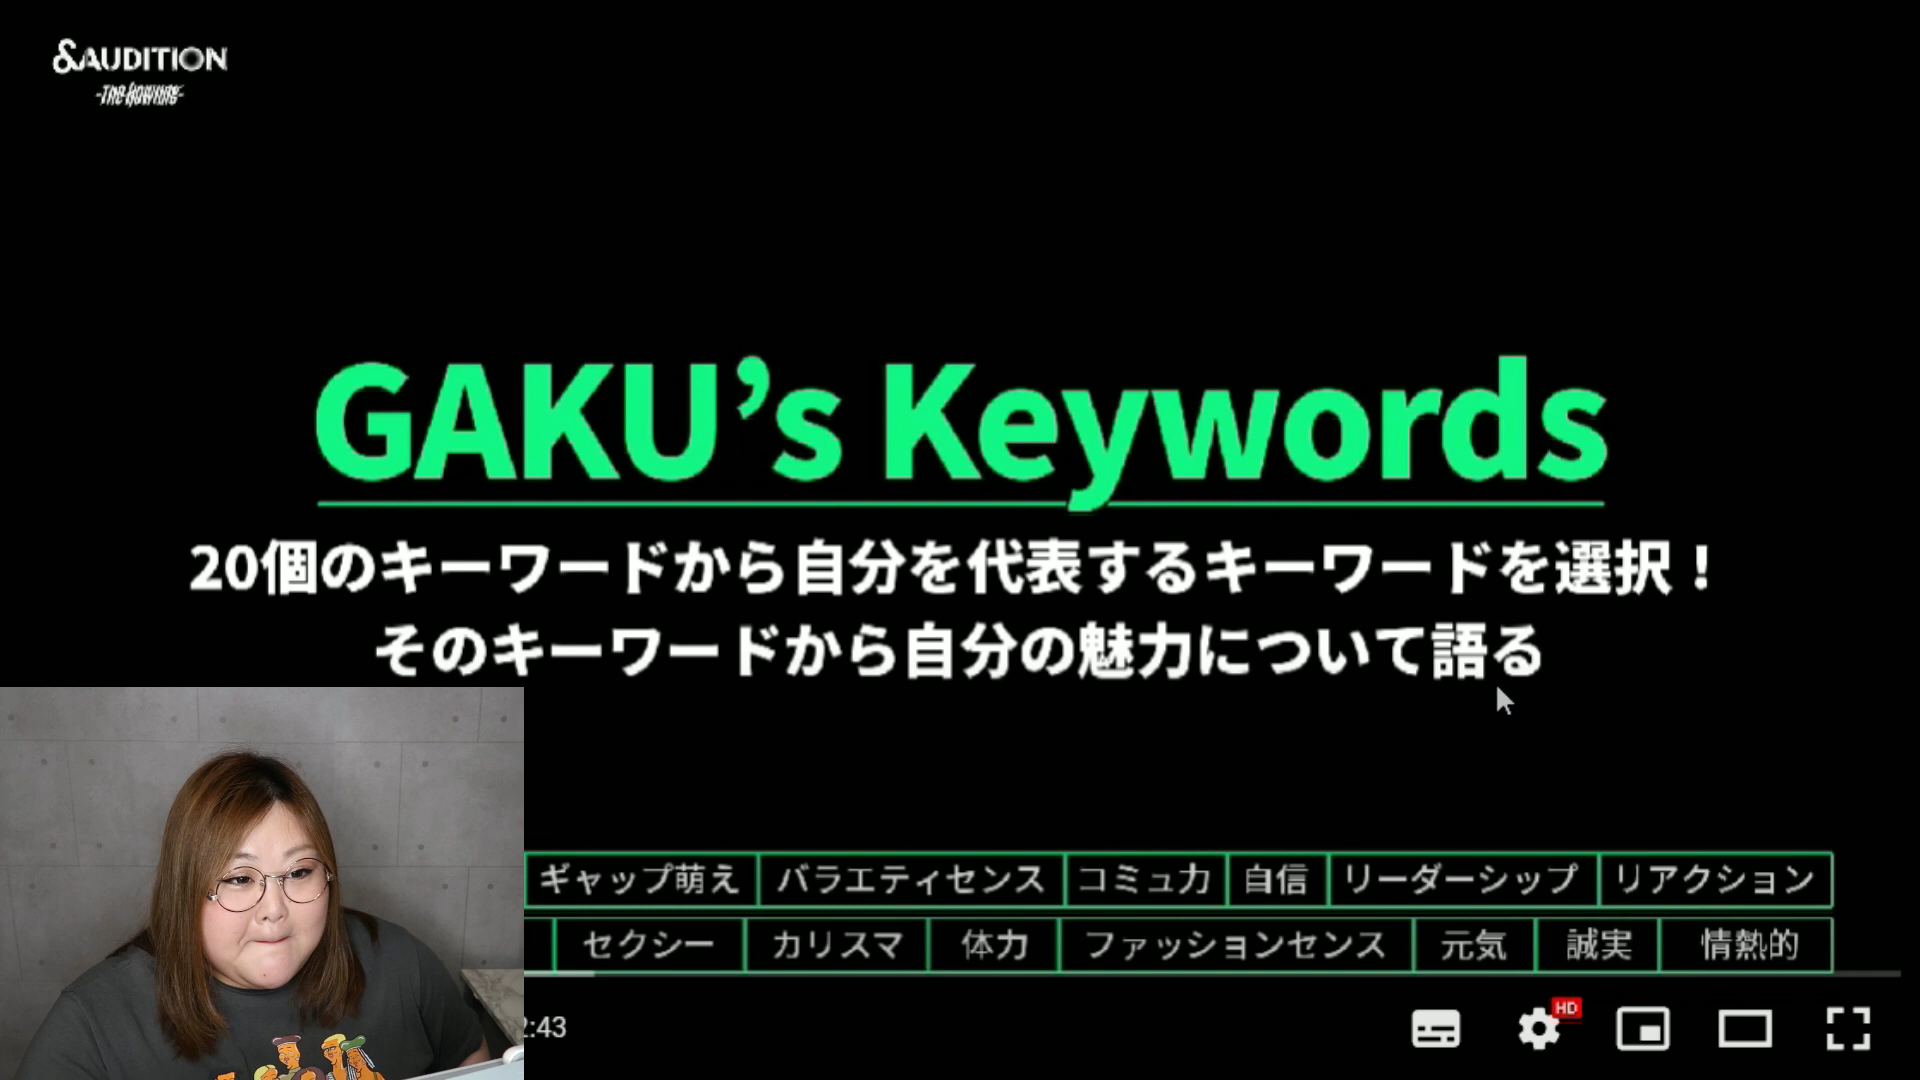 &AUDITION
-THE HOWLING-
GAKU's Keywords
20個のキーワードから自分を代表するキーワードを選択！
そのキーワードから自分の魅力について語る
ギャップ萌え バラエティセンス コミュ力 自信 リーダーシップ リアクション
セクシー カリスマ 体力 ファッションセンス 元気 誠実 情熱的
2:43
HD